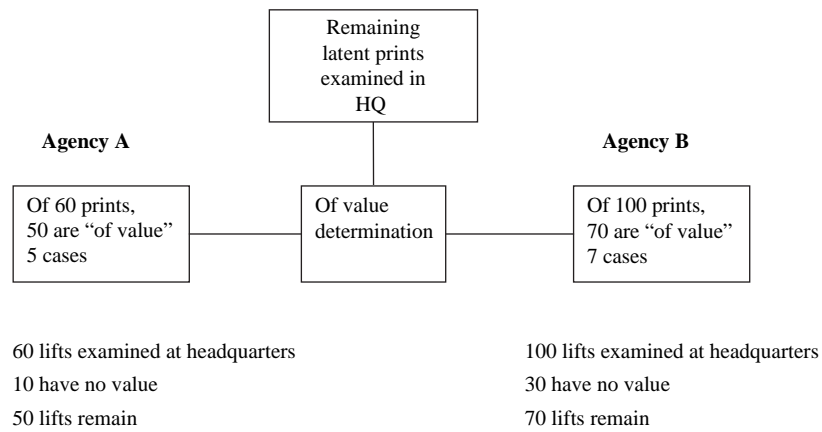 Remaining
latent prints
examined in
HQ
Agency A
Agency B
Of 60 prints,
50 are “of value”
5 cases
Of value
determination
Of 100 prints,
70 are “of value”
7 cases
60 lifts examined at headquarters
10 have no value
50 lifts remain
100 lifts examined at headquarters
30 have no value
70 lifts remain